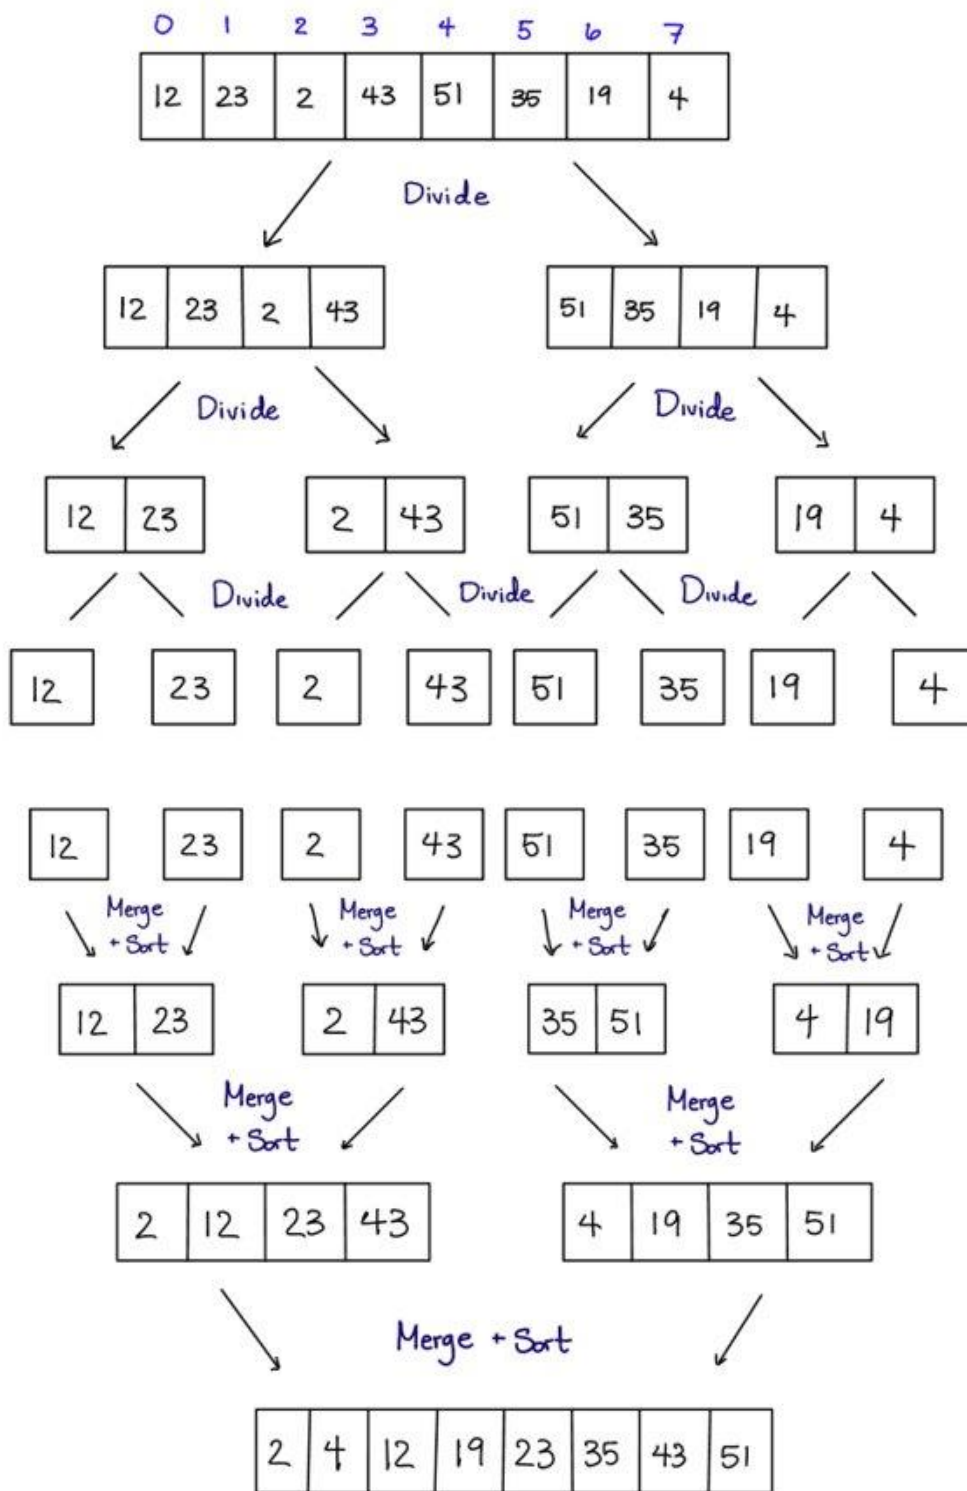 0 1 2 3 4 5 6 7
12 23 2 43 51 35 19 4
Divide
12 23 2 43 51 35 19 4
Divide Divide
12 23 2 43 51 35 19 4
Divide Divide Divide
12 23 2 43 51 35 19 4
12 23 2 43 51 35 19 4
Merge Merge Merge Merge
+ Sort + Sort + Sort + Sort
12 23 2 43 35 51 4 19
Merge Merge
+ Sort + Sort
2 12 23 43 4 19 35 51
Merge + Sort
2 4 12 19 23 35 43 51